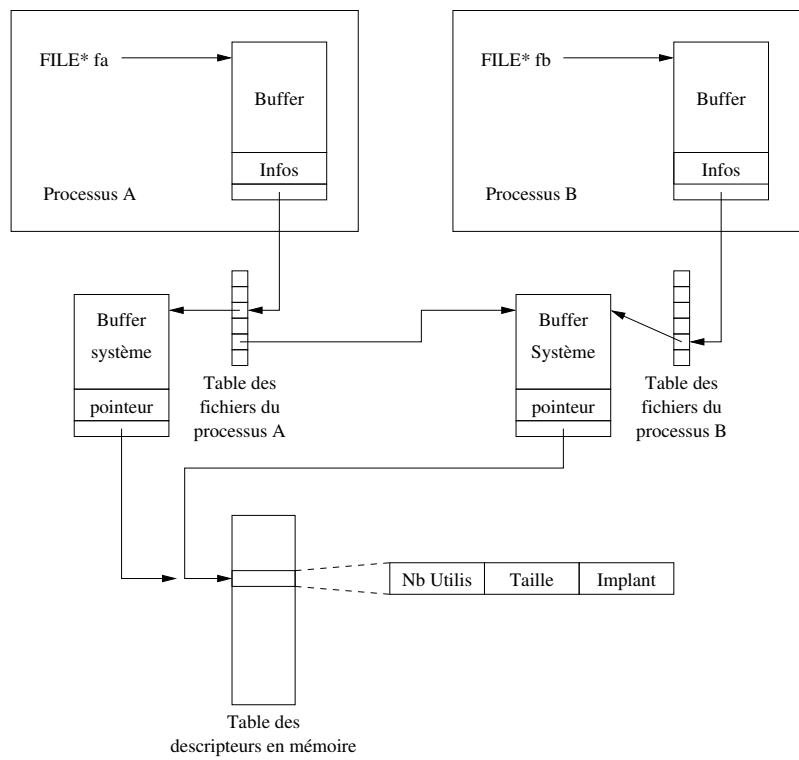 FILE* fa
Buffer
Infos
Processus A
FILE* fb
Buffer
Infos
Processus B
Buffer
système
pointeur
Table des
fichiers du
processus A
Buffer
Système
pointeur
Table des
fichiers du
processus B
Nb Utilis
Taille
Implant
Table des
descripteurs en mémoire